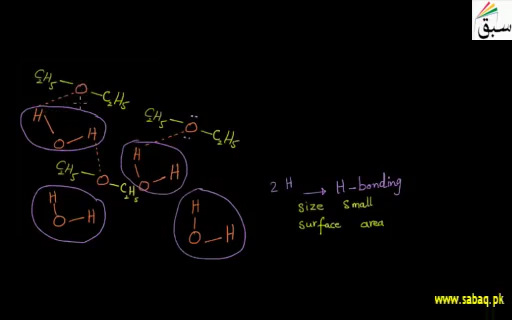 سبق
C2H5 O C2H5
H O H
C2H5 O C2H5
H O H
C2H5 O C2H5
H O H
H O H
2 H → H-bonding
size small
surface area
www.sabaq.pk